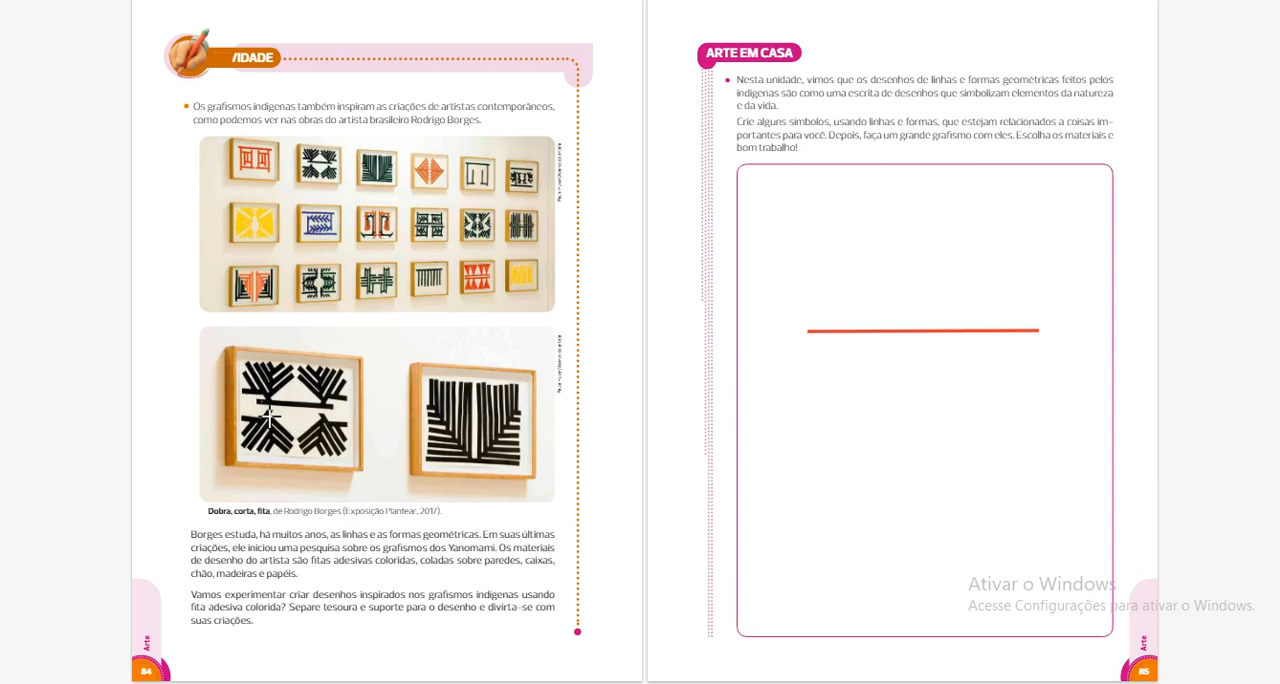 /IDADE
Os grafismos indígenas também inspiram as criações de artistas contemporâneos,
como podemos ver nas obras do artista brasileiro Rodrigo Borges.
Dobra, corta, fita, de Rodrigo Borges (Exposição Plantear, 2017).
Borges estuda, há muitos anos, as linhas e as formas geométricas. Em suas últimas
criações, ele iniciou uma pesquisa sobre os grafismos dos Yanomami. Os materiais
de desenho do artista são fitas adesivas coloridas, coladas sobre paredes, caixas,
chão, madeiras e papéis.
Vamos experimentar criar desenhos inspirados nos grafismos indígenas usando
fita adesiva colorida? Separe tesoura e suporte para o desenho e divirta-se com
suas criações.
Arte
84
ARTE EM CASA
Nesta unidade, vimos que os desenhos de linhas e formas geométricas feitos pelos
indígenas são como uma escrita de desenhos que simbolizam elementos da natureza
e da vida.
Crie alguns símbolos, usando linhas e formas, que estejam relacionados a coisas im-
portantes para você. Depois, faça um grande grafismo com eles. Escolha os materiais e
bom trabalho!
Ativar o Windows
Acesse Configurações para ativar o Windows.
Arte
85